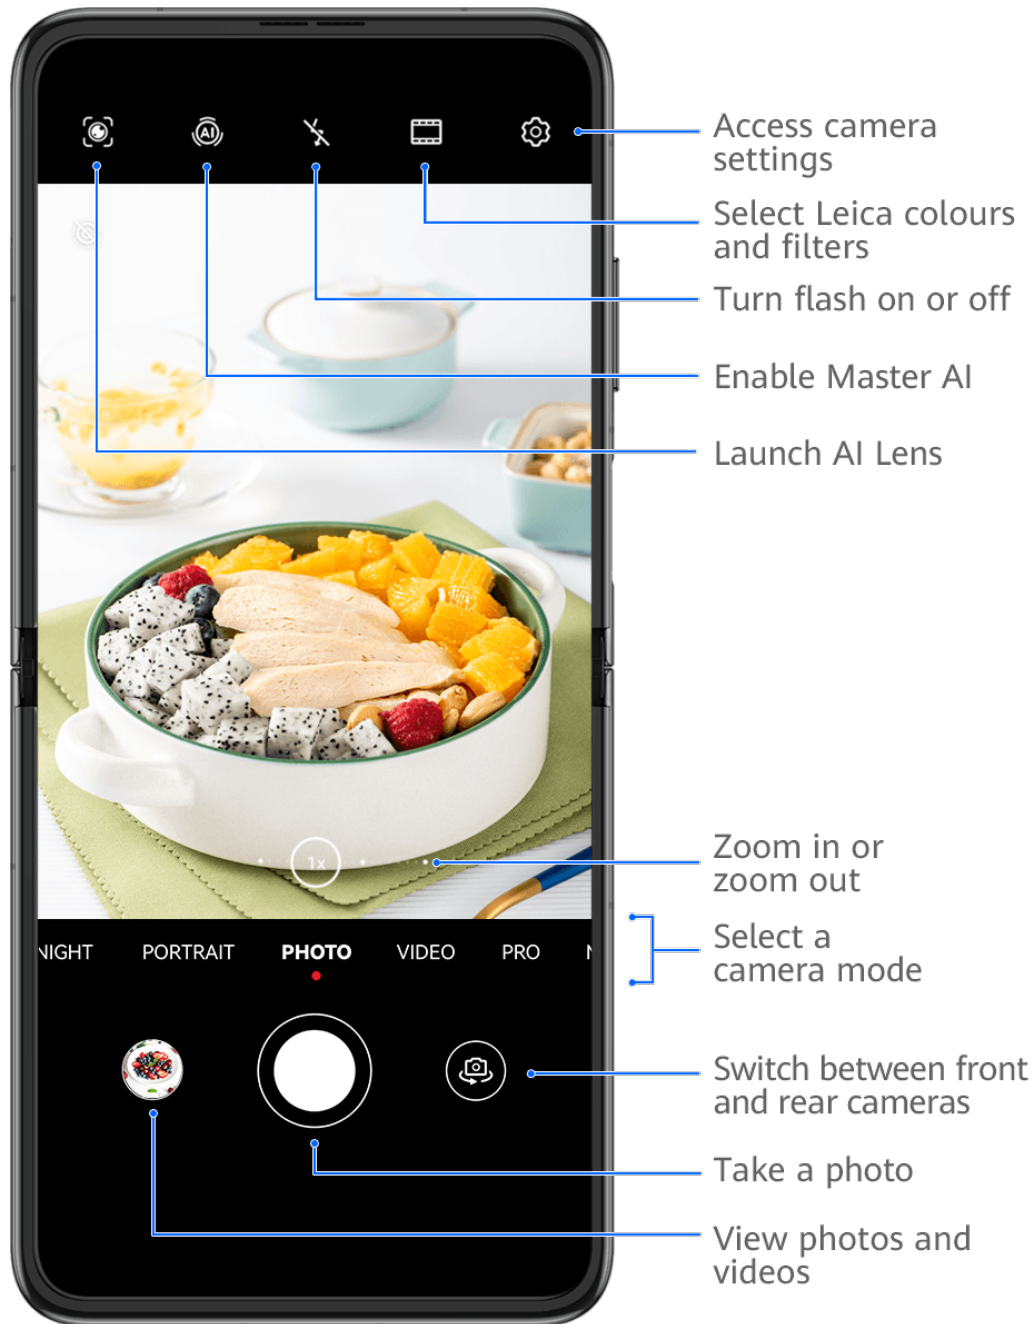 AI
Access camera
settings
Select Leica colours
and filters
Turn flash on or off
Enable Master AI
Launch AI Lens
1x
Zoom in or
zoom out
NIGHT PORTRAIT PHOTO VIDEO PRO
Select a
camera mode
Switch between front
and rear cameras
Take a photo
View photos and
videos